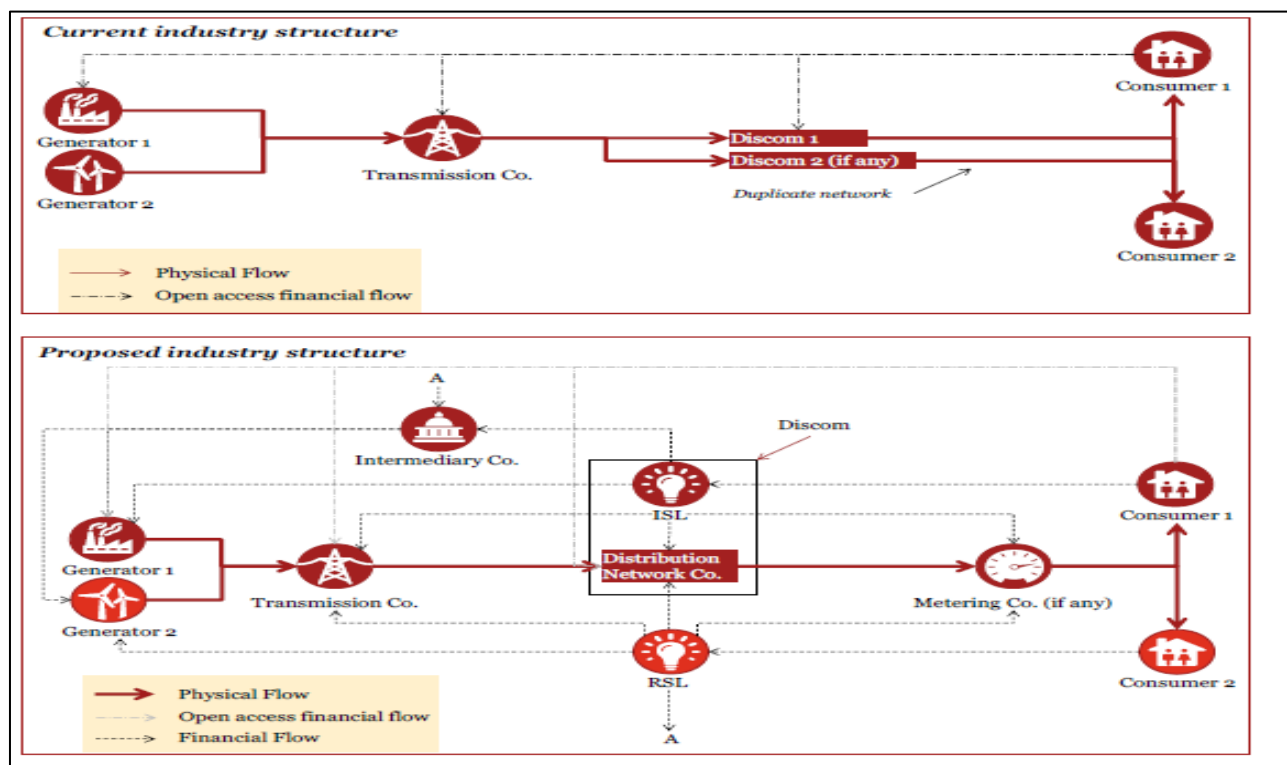 Current industry structure
Consumer 1
Generator 1
Discom 1
Discom 2 (if any)
Transmission Co.
Duplicate network
Generator 2
Consumer 2
Physical Flow
Open access financial flow
Proposed industry structure
A
Discom
Intermediary Co.
ISL
Consumer 1
Generator 1
Distribution
Network Co.
Transmission Co.
Metering Co. (if any)
Generator 2
RSL
Consumer 2
Physical Flow
Open access financial flow
Financial Flow
A